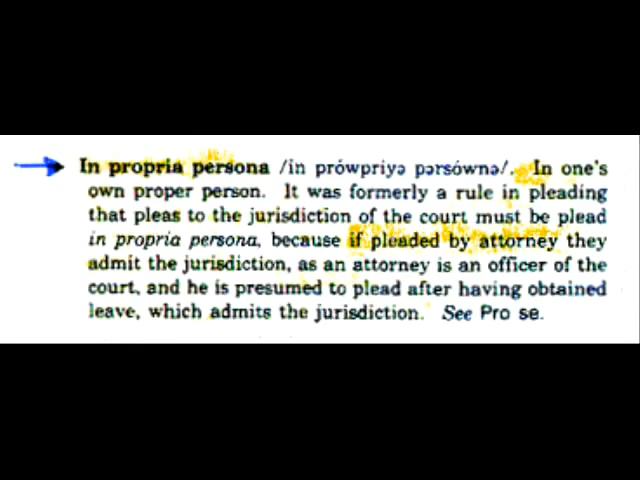 In propria persona /in prówpriyə pərsównə/. In one's
own proper person. It was formerly a rule in pleading
that pleas to the jurisdiction of the court must be plead
in propria persona, because if pleaded by attorney they
admit the jurisdiction, as an attorney is an officer of the
court, and he is presumed to plead after having obtained
leave, which admits the jurisdiction. See Pro se.